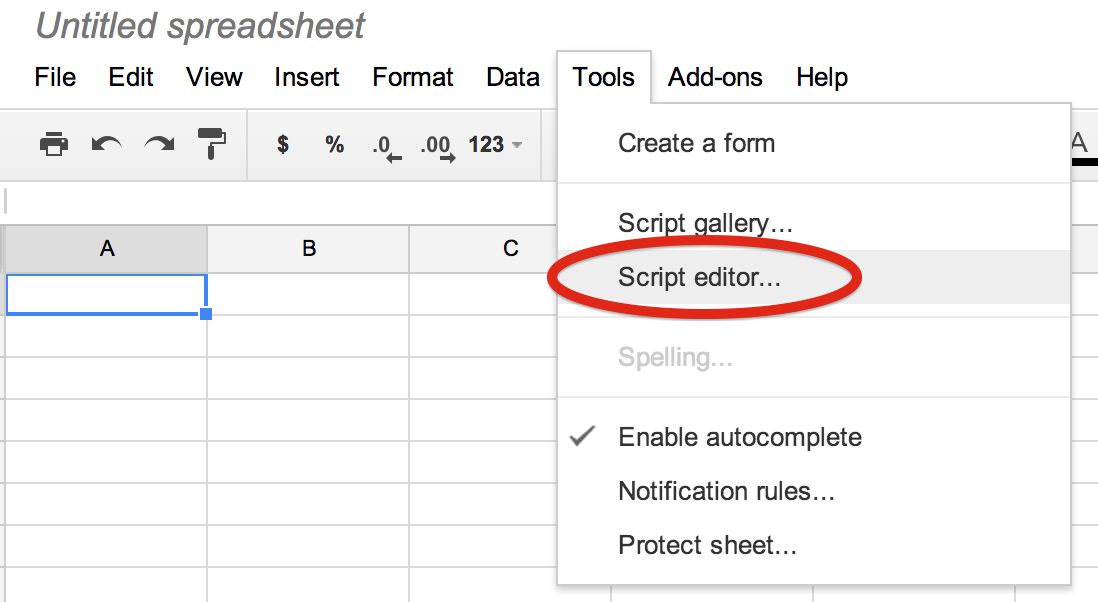 Untitled spreadsheet
File Edit View Insert Format Data Tools Add-ons Help
$ % .0 .00 123 A
Create a form
Script gallery...
A B C
Script editor...
Spelling...
Enable autocomplete
Notification rules...
Protect sheet...